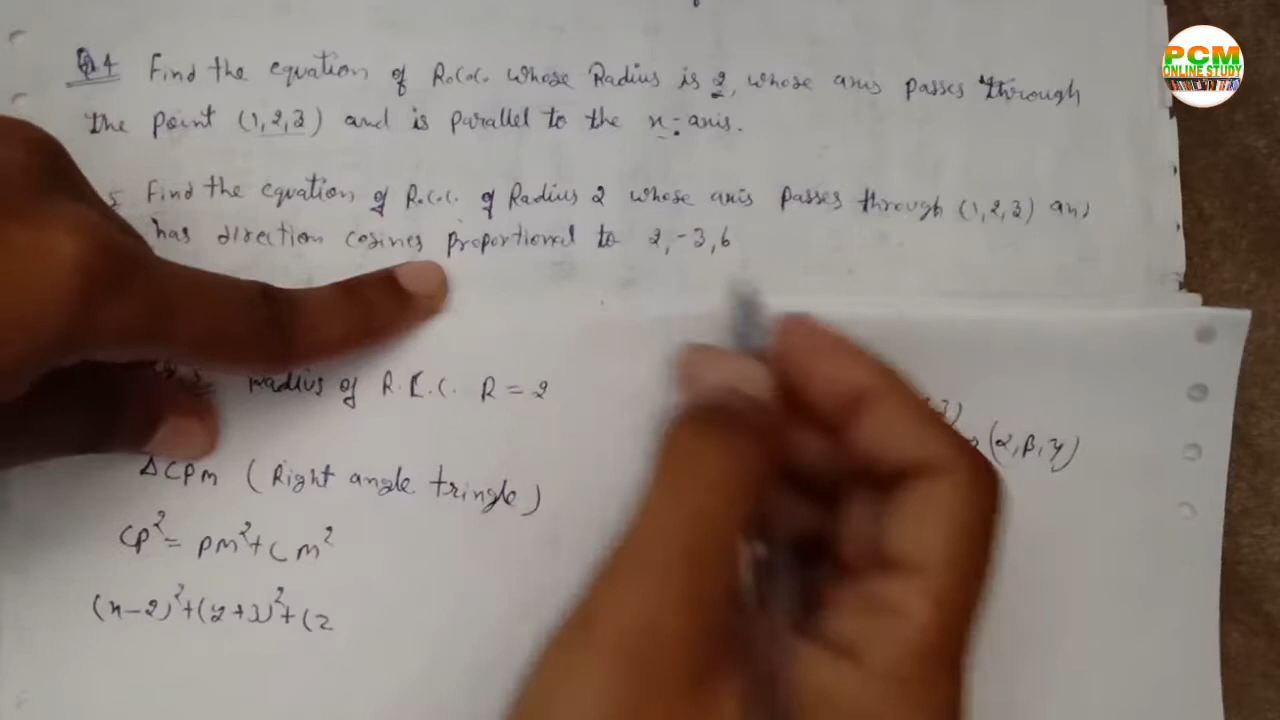 Q.4 Find the equation of R.C.C. whose Radius is 2, whose axis passes through
the point (1,2,3) and is parallel to the x-axis.
5 Find the equation of R.C.C. of Radius 2 whose axis passes through (1,2,3) and
has direction cosines proportional to 2,-3,6
radius of R.C.C. R = 2
(α,β,γ)
ΔCPM (Right angle tringle)
CP²= PM²+CM²
(x-2)²+(y+3)²+(z
PCM
ONLINE STUDY